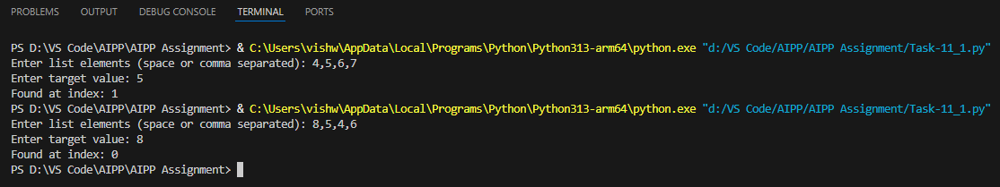 PROBLEMS OUTPUT DEBUG CONSOLE TERMINAL PORTS
PS D:\VS Code\AIPP\AIPP Assignment> & C:\Users\vishw\AppData\Local\Programs\Python\Python313-arm64\python.exe "d:/VS Code/AIPP/AIPP Assignment/Task-11_1.py"
Enter list elements (space or comma separated): 4,5,6,7
Enter target value: 5
Found at index: 1
PS D:\VS Code\AIPP\AIPP Assignment> & C:\Users\vishw\AppData\Local\Programs\Python\Python313-arm64\python.exe "d:/VS Code/AIPP/AIPP Assignment/Task-11_1.py"
Enter list elements (space or comma separated): 8,5,4,6
Enter target value: 8
Found at index: 0
PS D:\VS Code\AIPP\AIPP Assignment>